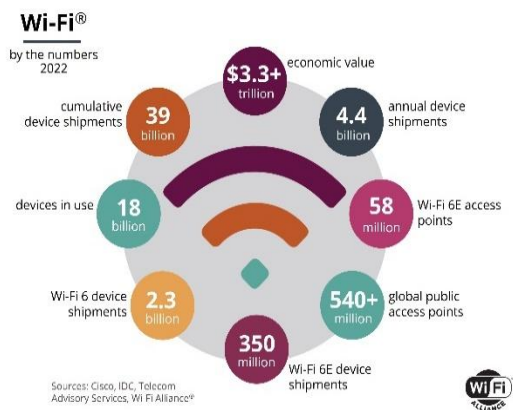 Wi-Fi®
by the numbers
2022
$3.3+
trillion
economic value
39
billion
cumulative
device shipments
4.4
billion
annual device
shipments
18
billion
devices in use
58
million
Wi-Fi 6E access
points
2.3
billion
Wi-Fi 6 device
shipments
540+
million
global public
access points
350
million
Wi-Fi 6E device
shipments
Sources: Cisco, IDC, Telecom
Advisory Services, Wi Fi Alliance®
Wi Fi
ALLIANCE